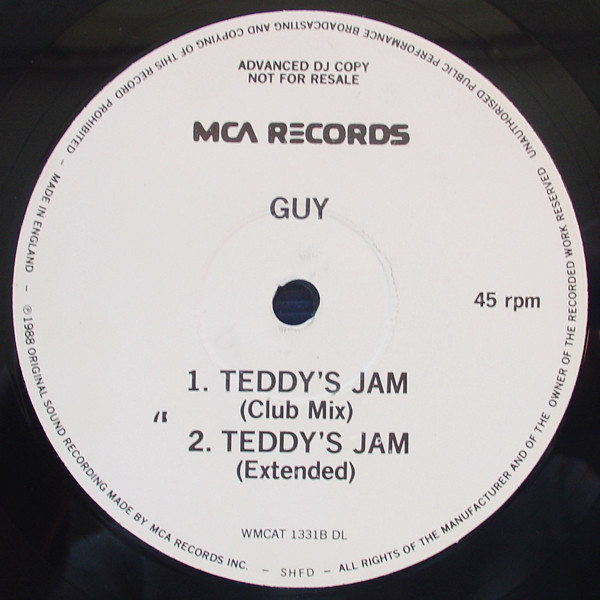 ADVANCED DJ COPY
NOT FOR RESALE
MCA RECORDS
GUY
45 rpm
1. TEDDY'S JAM
(Club Mix)
"
2. TEDDY'S JAM
(Extended)
WMCAT 1331B DL
UNAUTHORISED PUBLIC PERFORMANCE BROADCASTING AND COPYING OF THIS RECORD PROHIBITED - MADE IN ENGLAND - ℗ 1988 ORIGINAL SOUND RECORDING MADE BY MCA RECORDS INC. - SHFD - ALL RIGHTS OF THE MANUFACTURER AND OF THE OWNER OF THE RECORDED WORK RESERVED